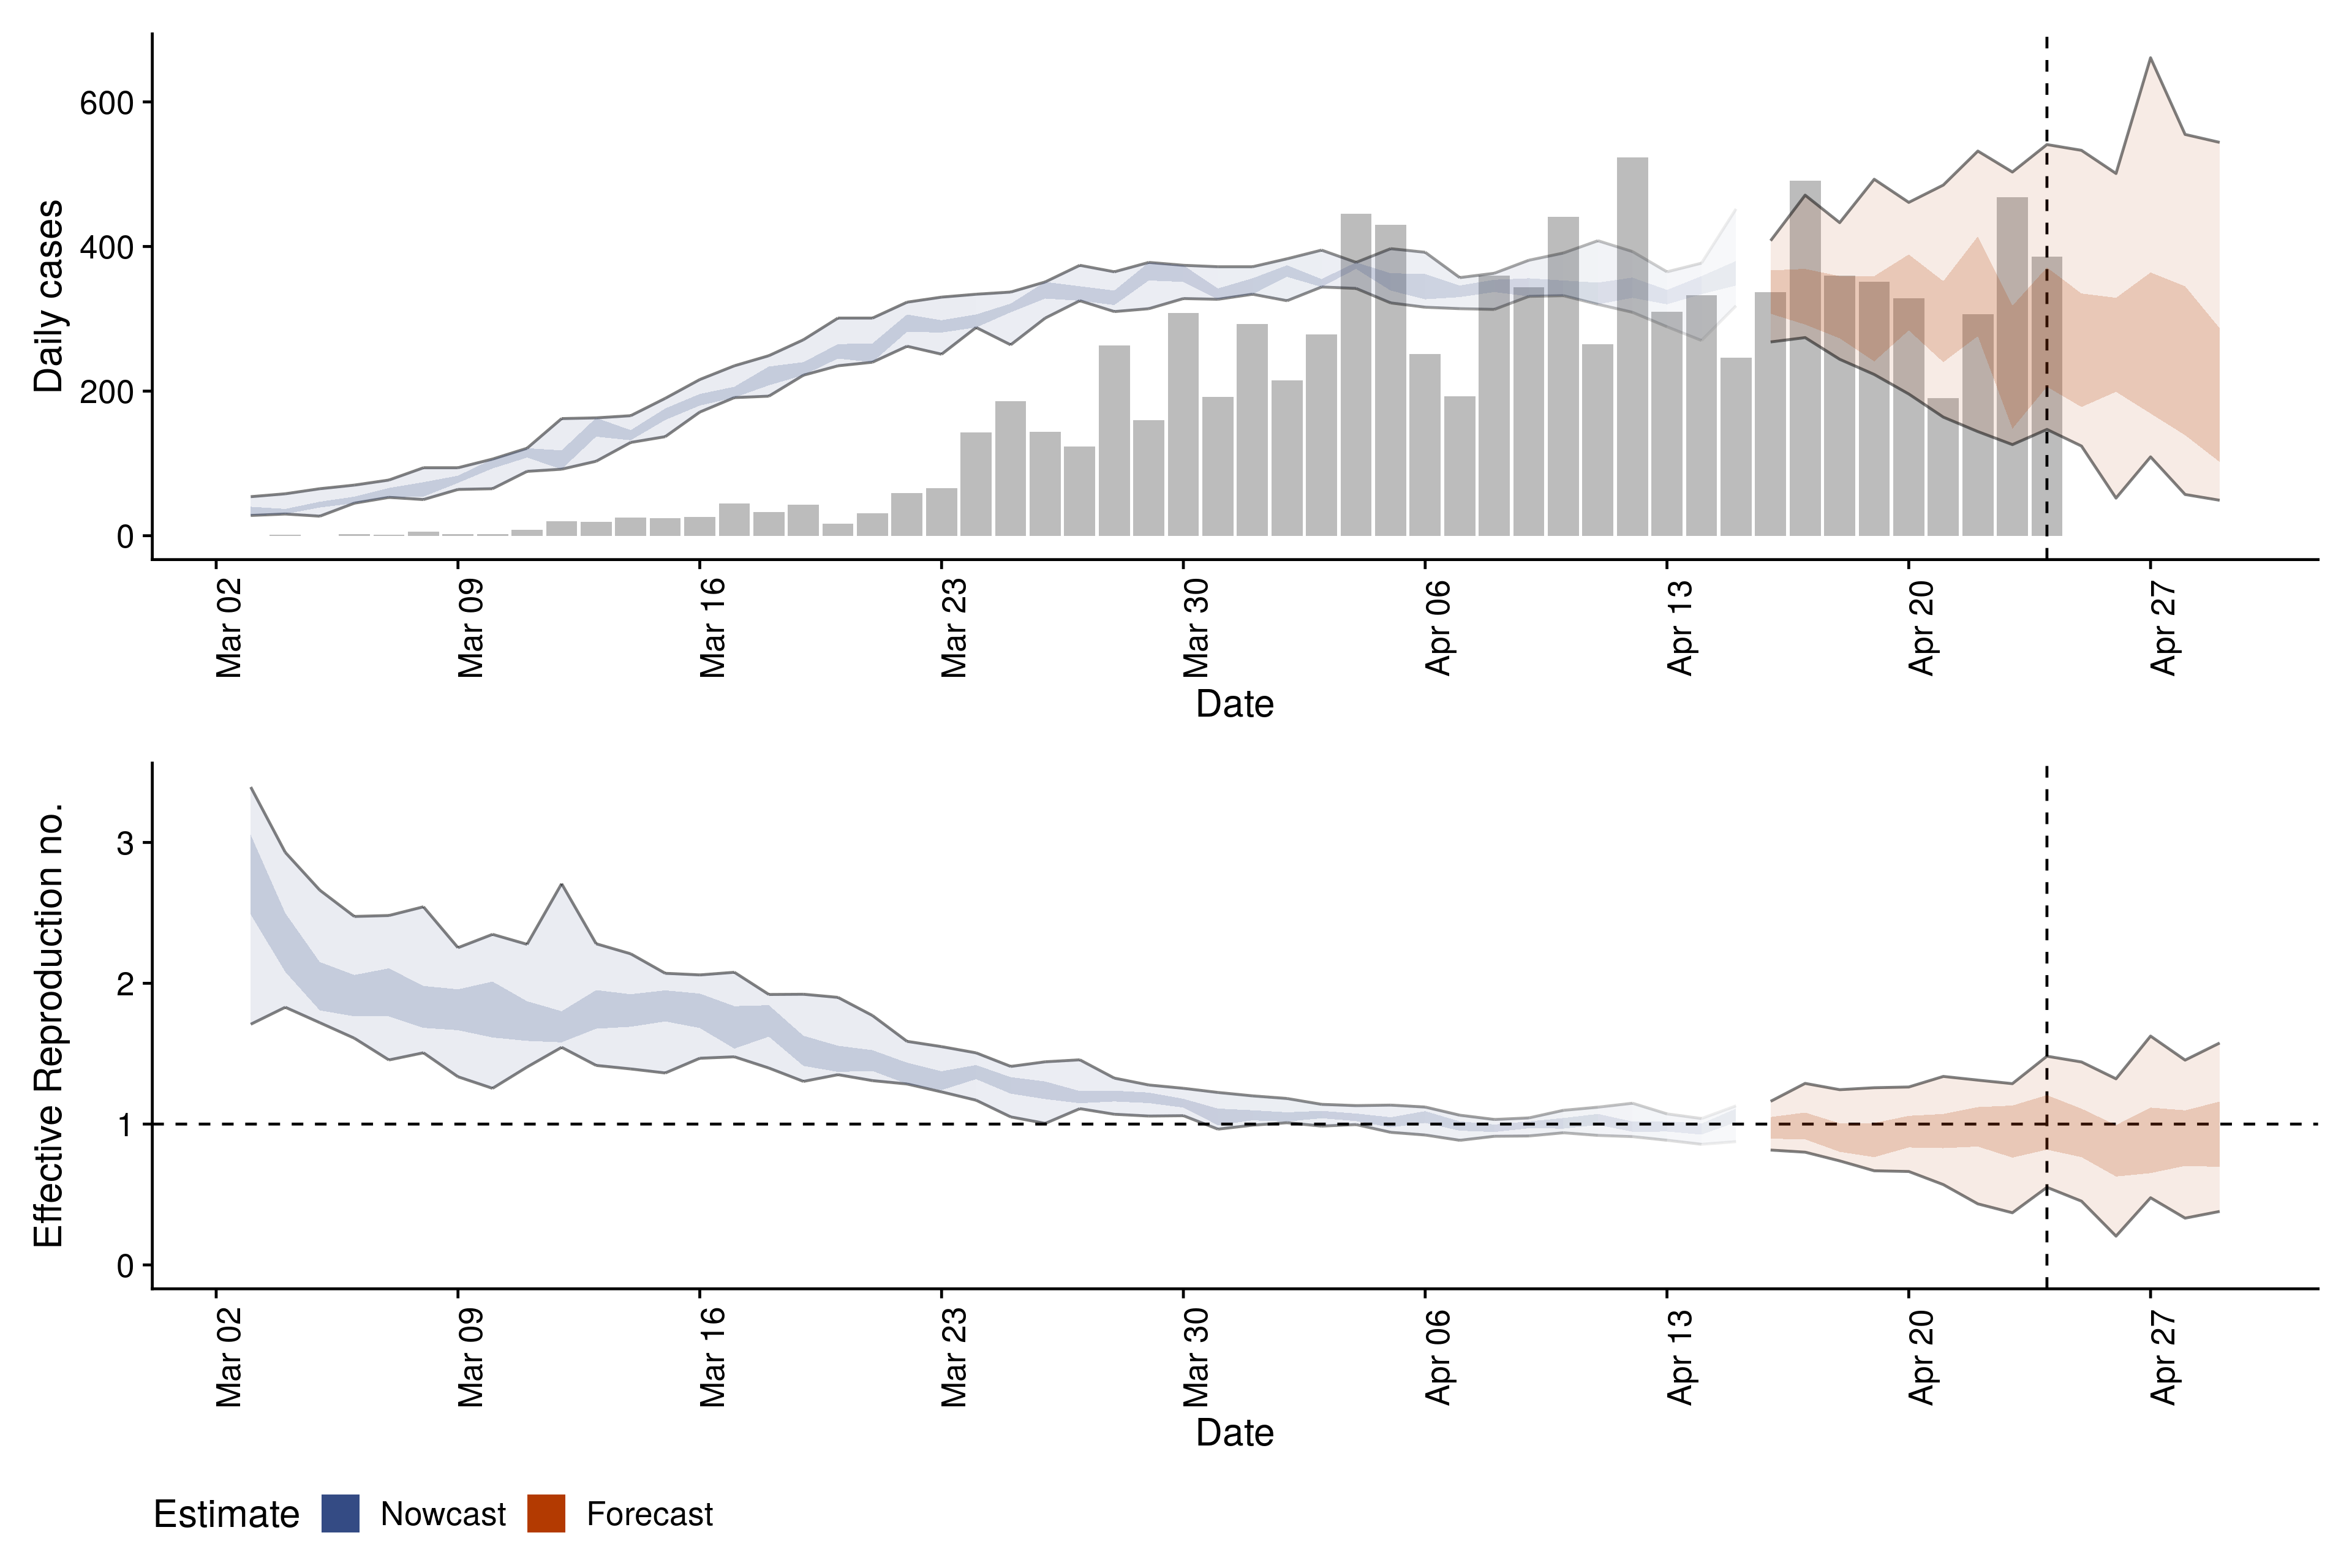 Daily cases
600
400
200
0
Mar 02
Mar 09
Mar 16
Mar 23
Mar 30
Apr 06
Apr 13
Apr 20
Apr 27
Date
Effective Reproduction no.
3
2
1
0
Mar 02
Mar 09
Mar 16
Mar 23
Mar 30
Apr 06
Apr 13
Apr 20
Apr 27
Date
Estimate Nowcast Forecast